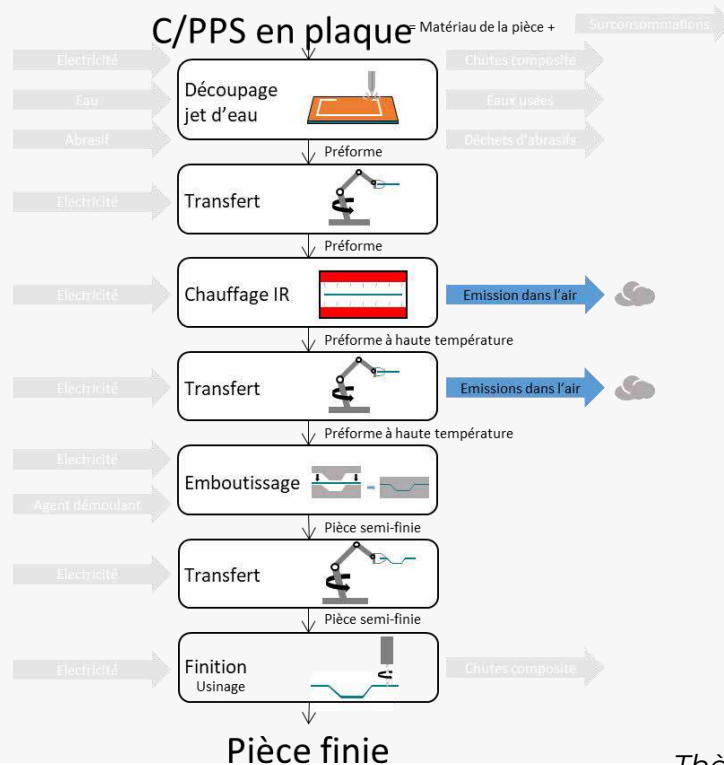 C/PPS en plaque = Matériau de la pièce + Surconsommations
Electricité
Eau
Abrasif
Découpage
jet d'eau
Chutes composite
Eaux usées
Déchets d'abrasifs
Préforme
Electricité
Transfert
Préforme
Electricité
Chauffage IR
Emission dans l'air
Préforme à haute température
Electricité
Transfert
Emissions dans l'air
Préforme à haute température
Electricité
Agent démoulant
Emboutissage
Pièce semi-finie
Electricité
Transfert
Pièce semi-finie
Electricité
Finition
Usinage
Chutes composite
Pièce finie